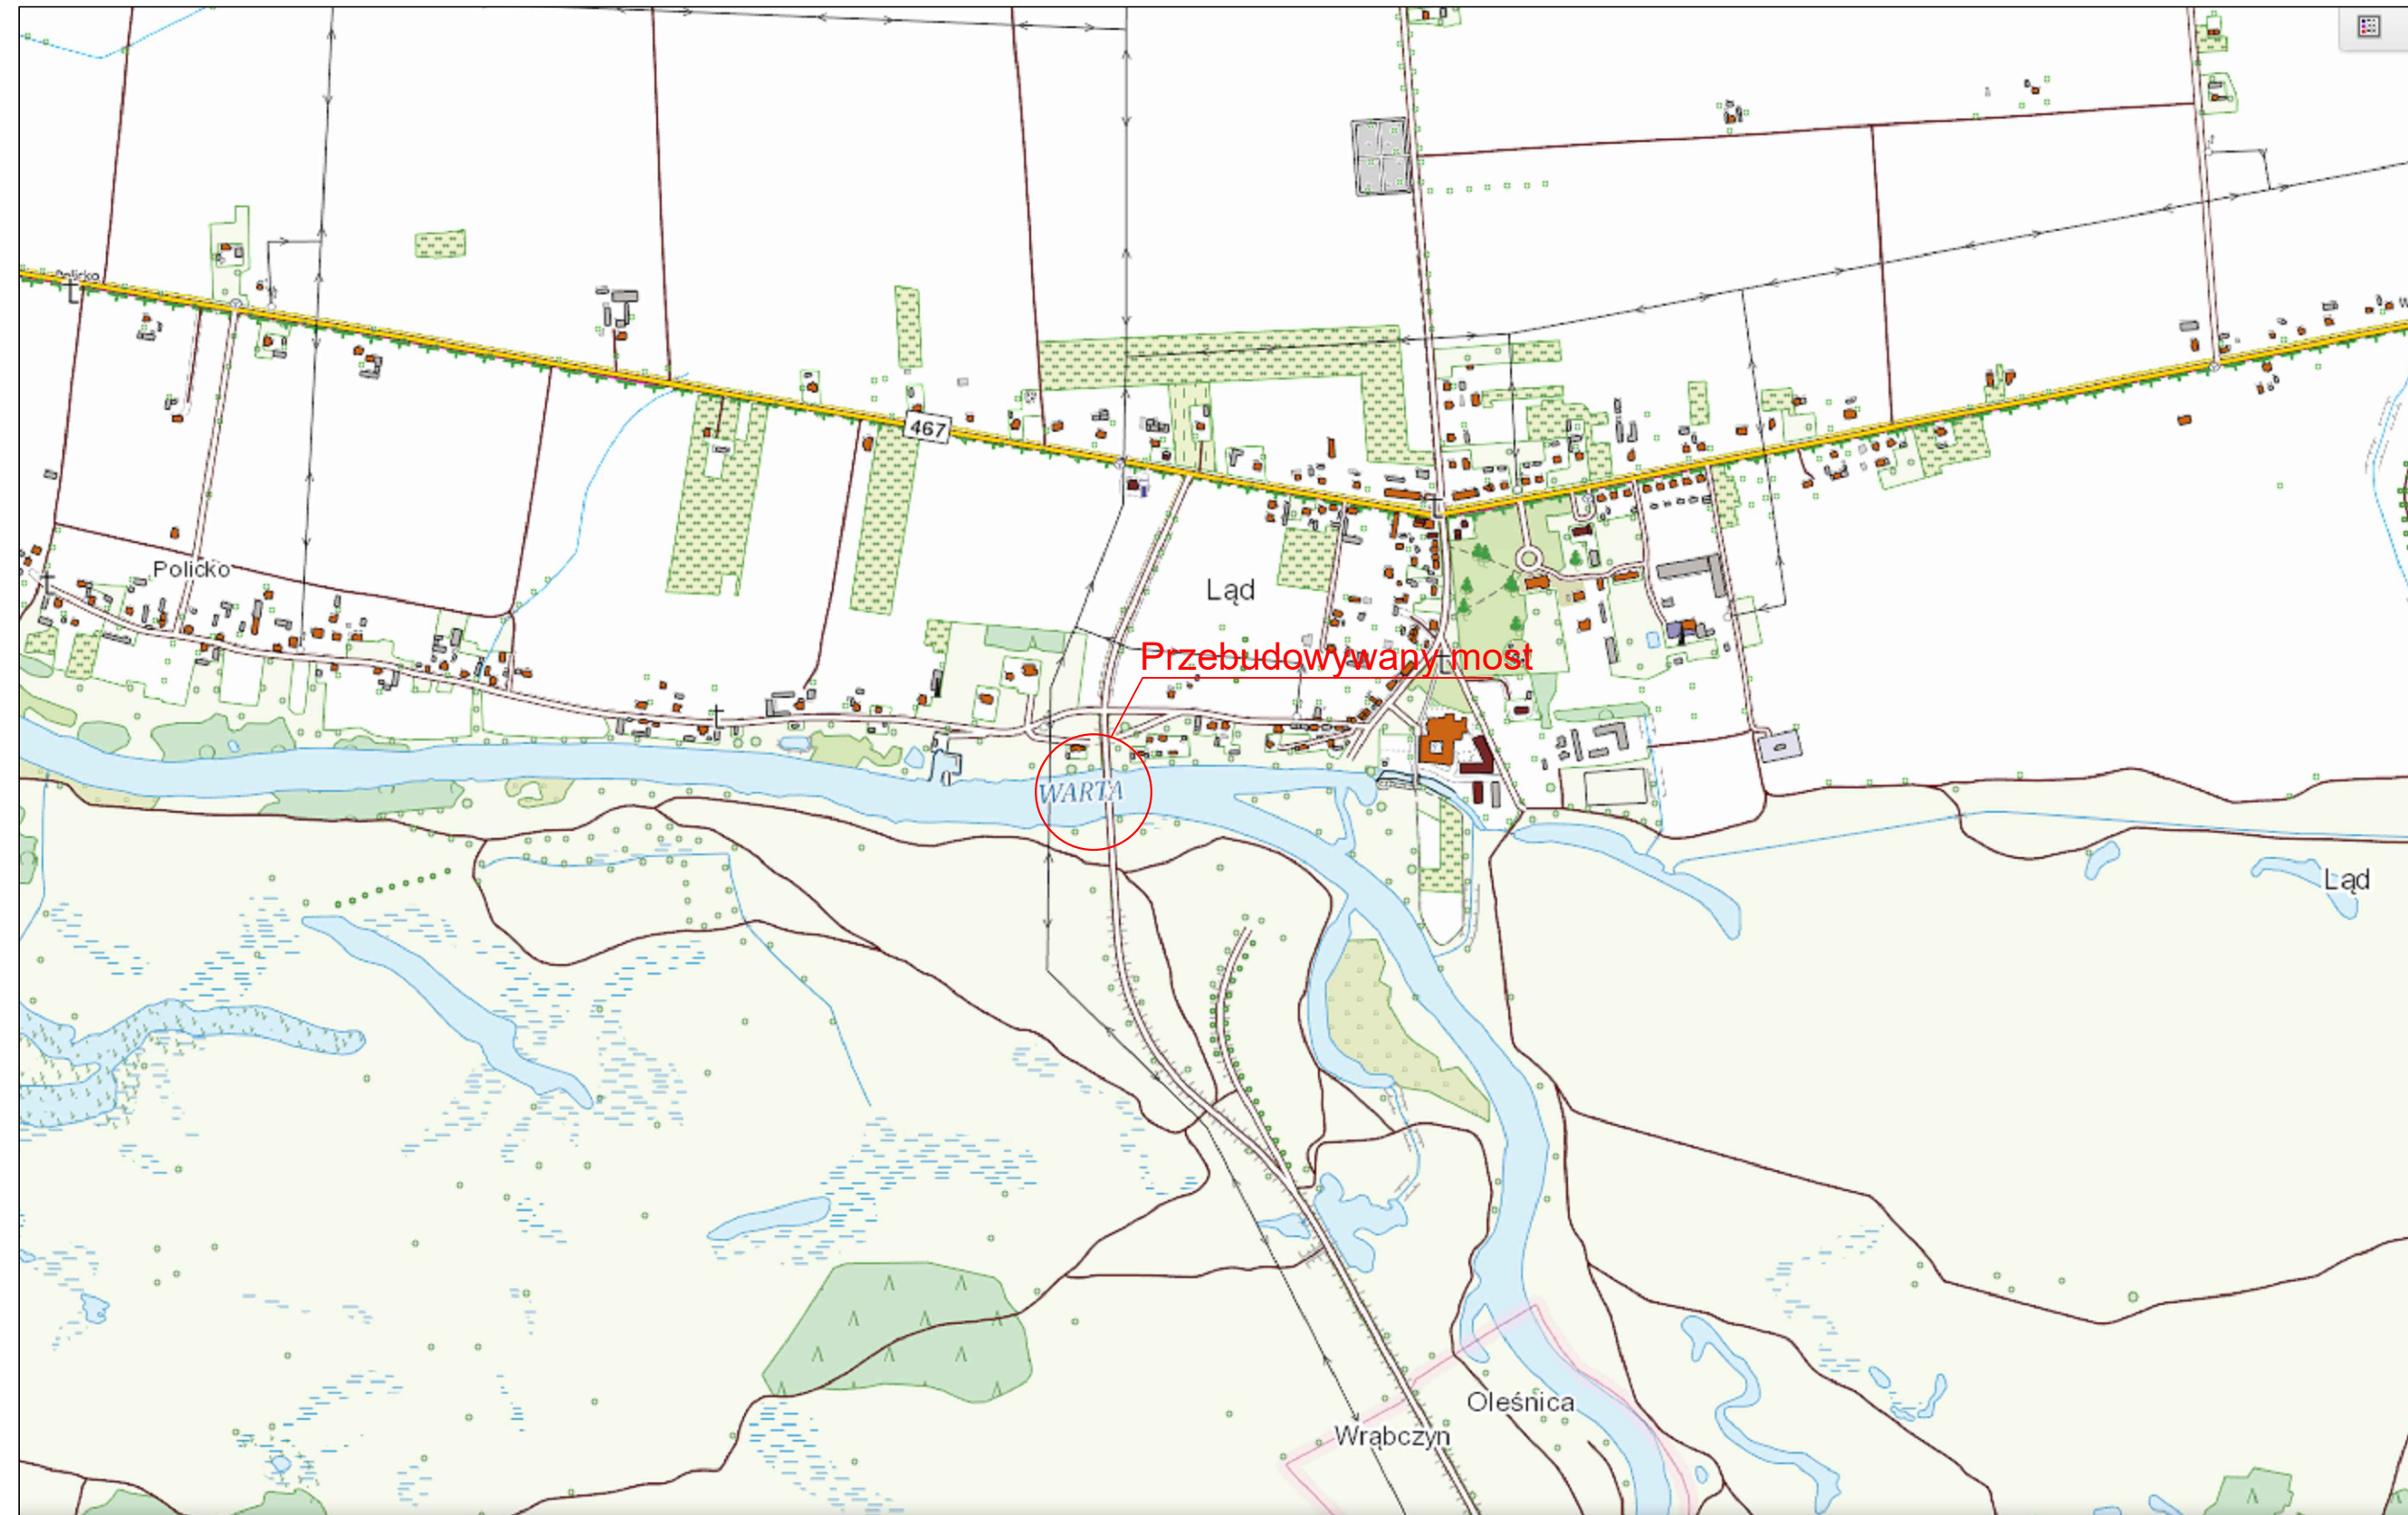 Policko
467
Policko
Ląd
Przebudowywany most
WARTA
Ląd
Oleśnica
Wrąbczyn